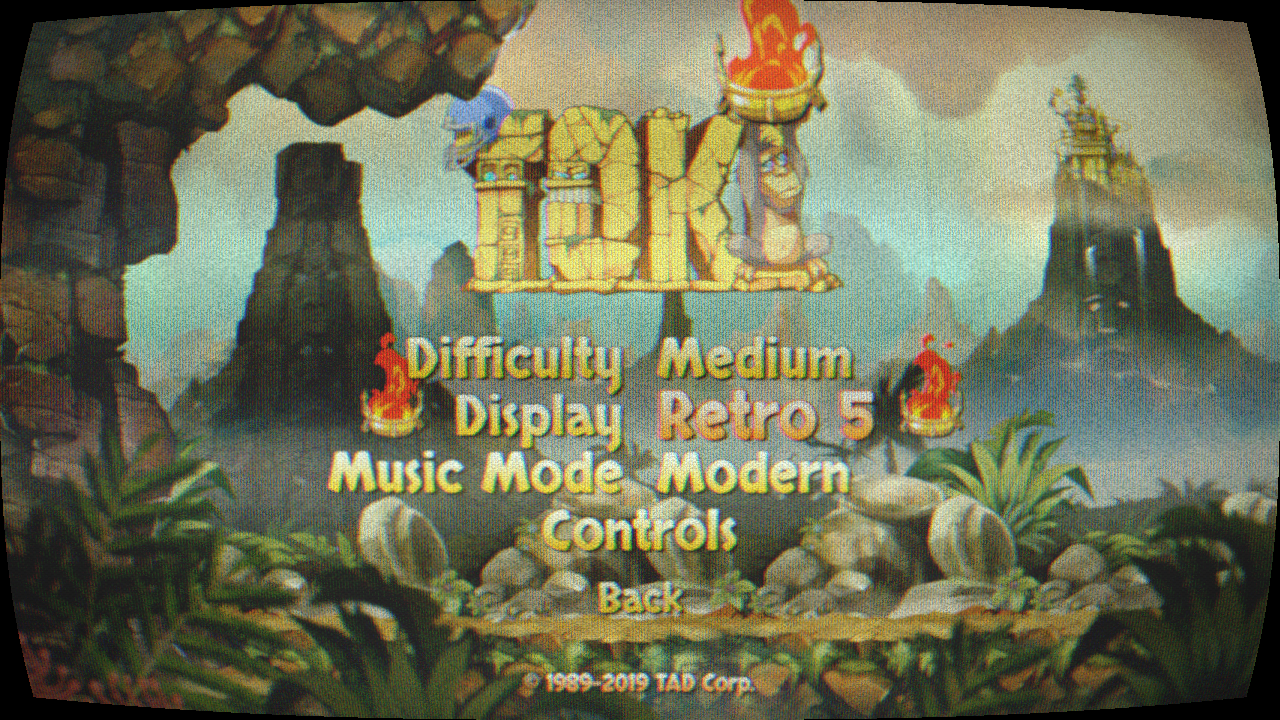 TOKI
Difficulty Medium
Display Retro 5
Music Mode Modern
Controls
Back
© 1989-2019 TAD Corp.